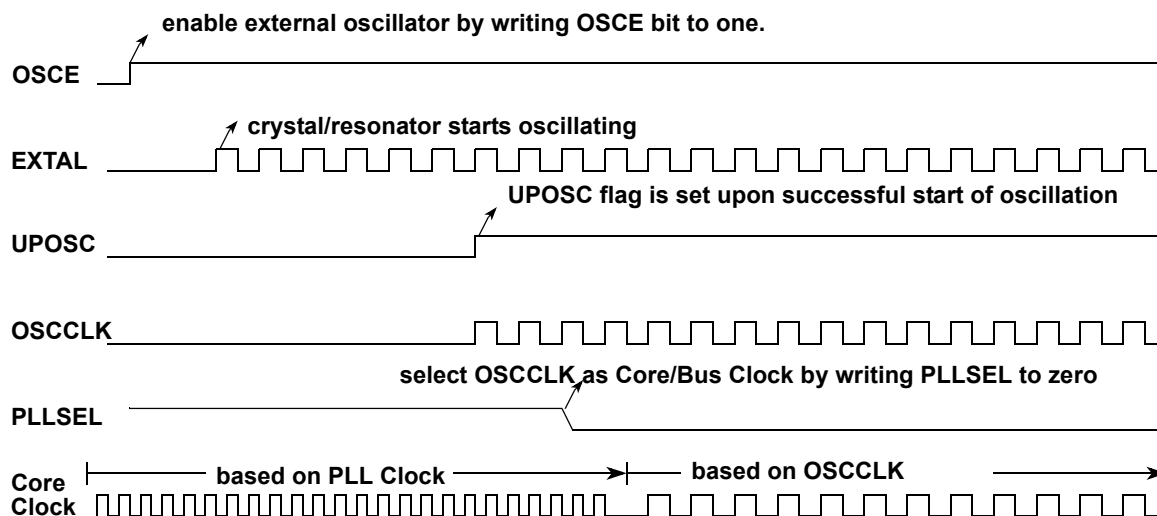 enable external oscillator by writing OSCE bit to one.
OSCE
crystal/resonator starts oscillating
EXTAL
UPOSC flag is set upon successful start of oscillation
UPOSC
OSCCLK
select OSCCLK as Core/Bus Clock by writing PLLSEL to zero
PLLSEL
based on PLL Clock
based on OSCCLK
Core
Clock